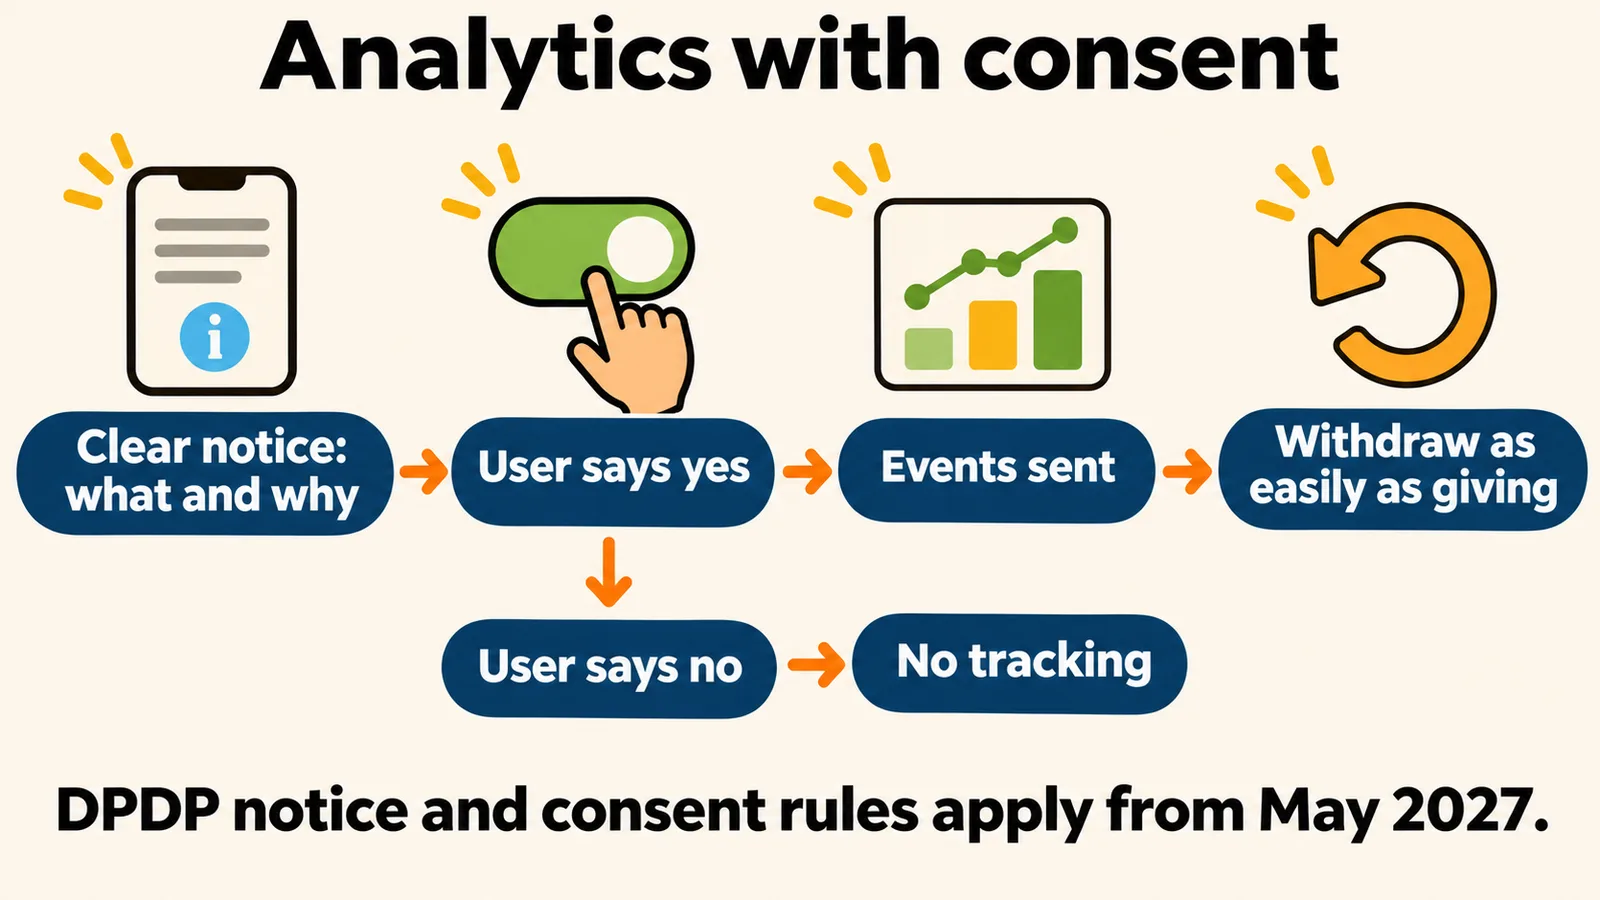 Analytics with consent
i
Clear notice:
what and why
User says yes
Events sent
Withdraw as
easily as giving
User says no
No tracking
DPDP notice and consent rules apply from May 2027.